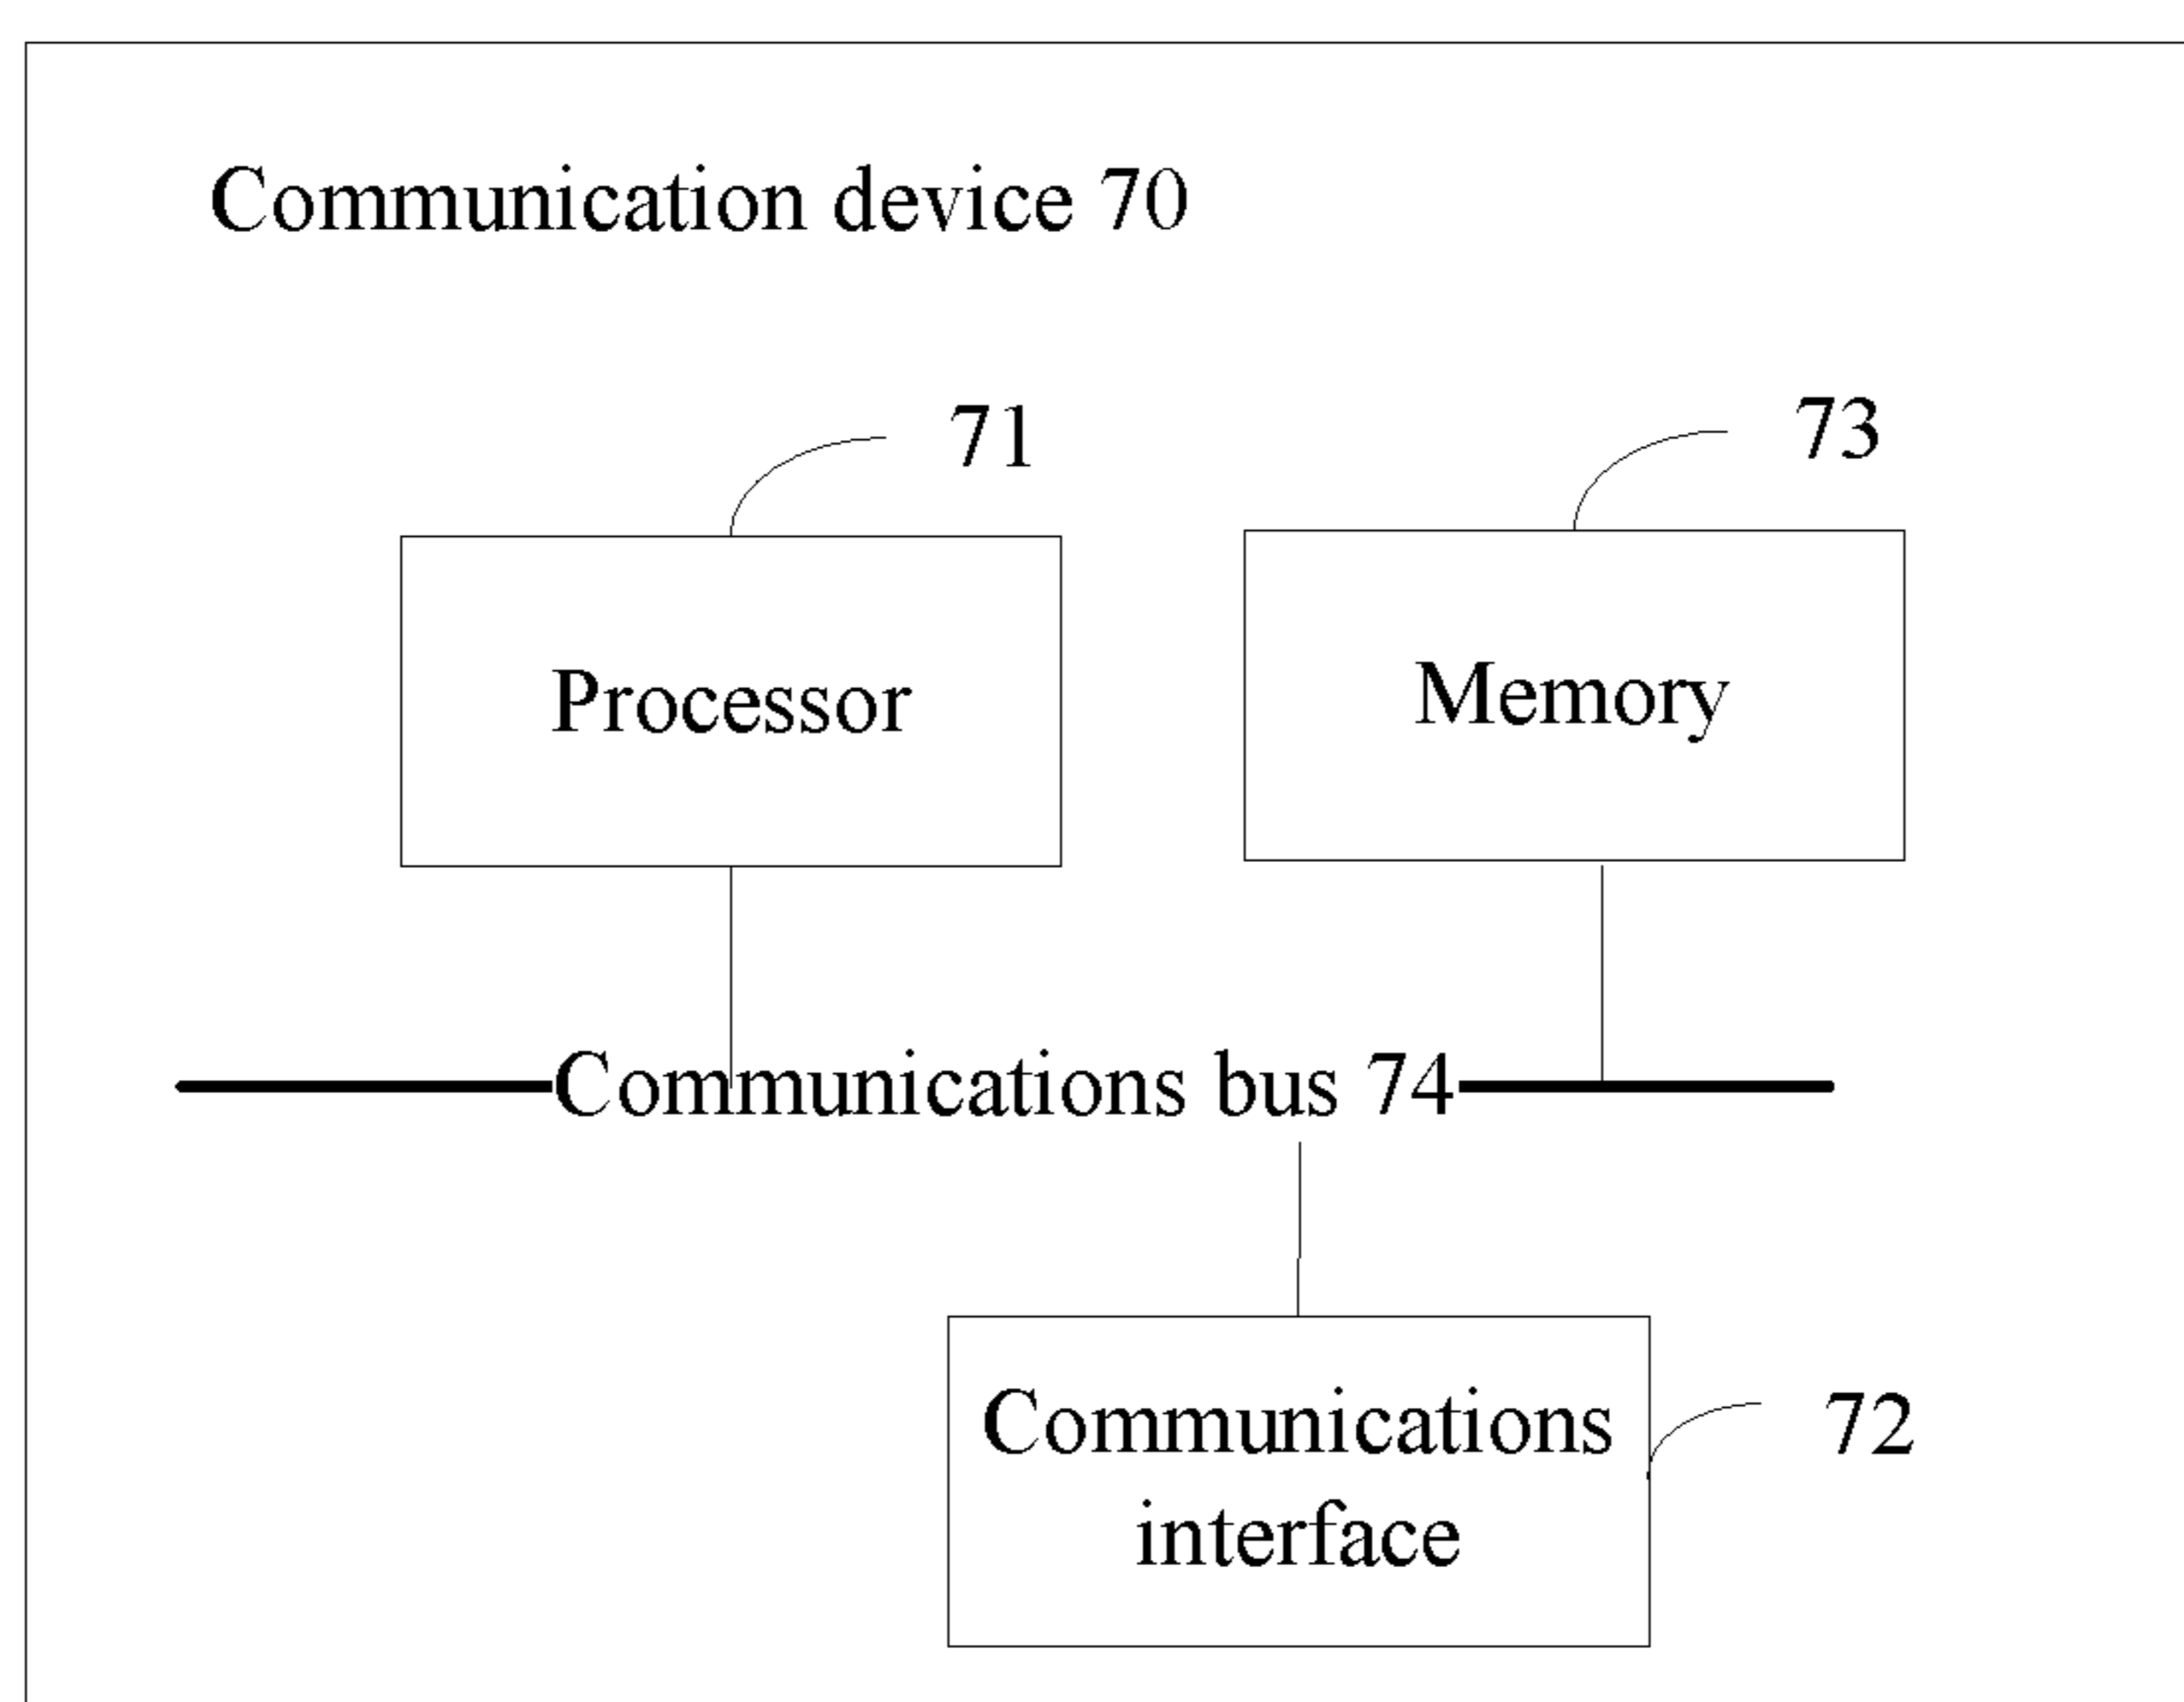 Communication device 70
71
73
Processor
Memory
Communications bus 74
Communications
interface
72